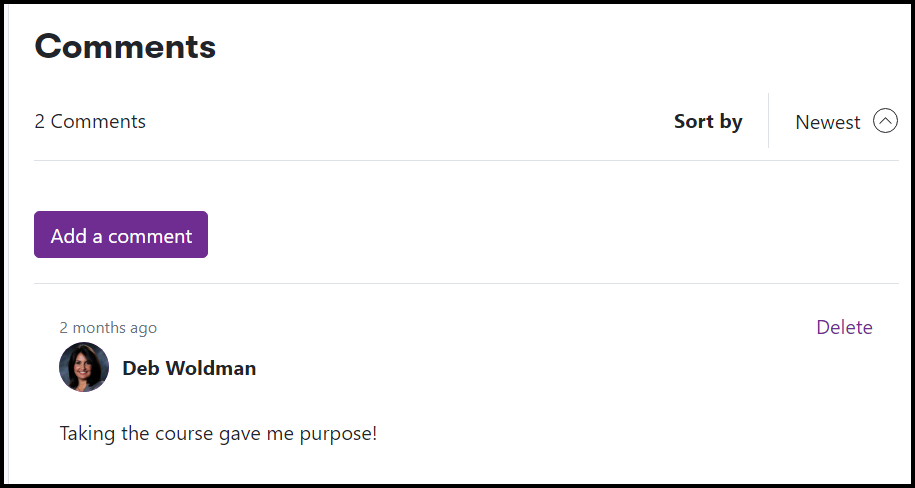 Comments
2 Comments
Sort by
Newest
Add a comment
2 months ago
Delete
Deb Woldman
Taking the course gave me purpose!